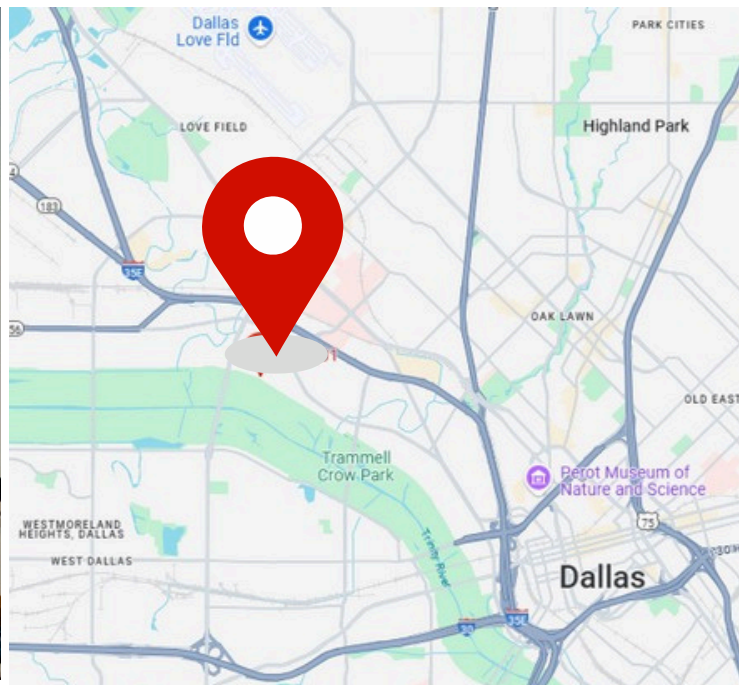 Dallas
Love Fld
PARK CITIES
LOVE FIELD
Highland Park
183
35E
OAK LAWN
1
OLD EAST
Trammell
Crow Park
Perot Museum of
Nature and Science
75
WESTMORELAND
HEIGHTS, DALLAS
WEST DALLAS
Trinity River
Dallas
30
35E